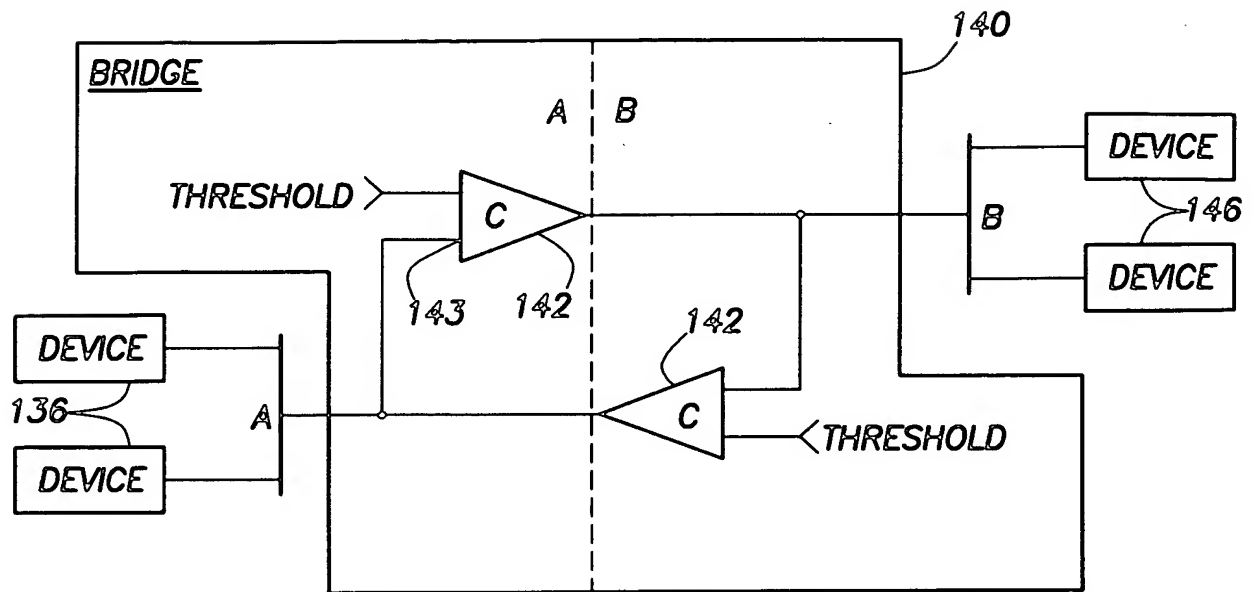 140
BRIDGE
A B
DEVICE
THRESHOLD
C
B
146
143
142
DEVICE
142
DEVICE
136
A
C
THRESHOLD
DEVICE